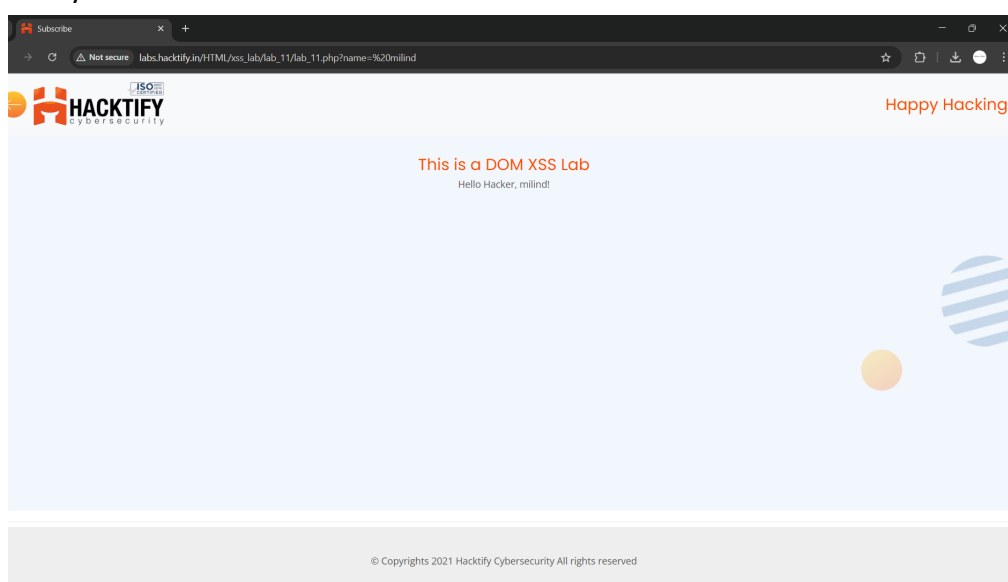 Subscribe
Not secure labs.hacktify.in/HTML/xss_lab/lab_11/lab_11.php?name=%20milind
ISO
CERTIFIED
HACKTIFY
cybersecurity
Happy Hacking
This is a DOM XSS Lab
Hello Hacker, milind!
© Copyrights 2021 Hacktify Cybersecurity All rights reserved